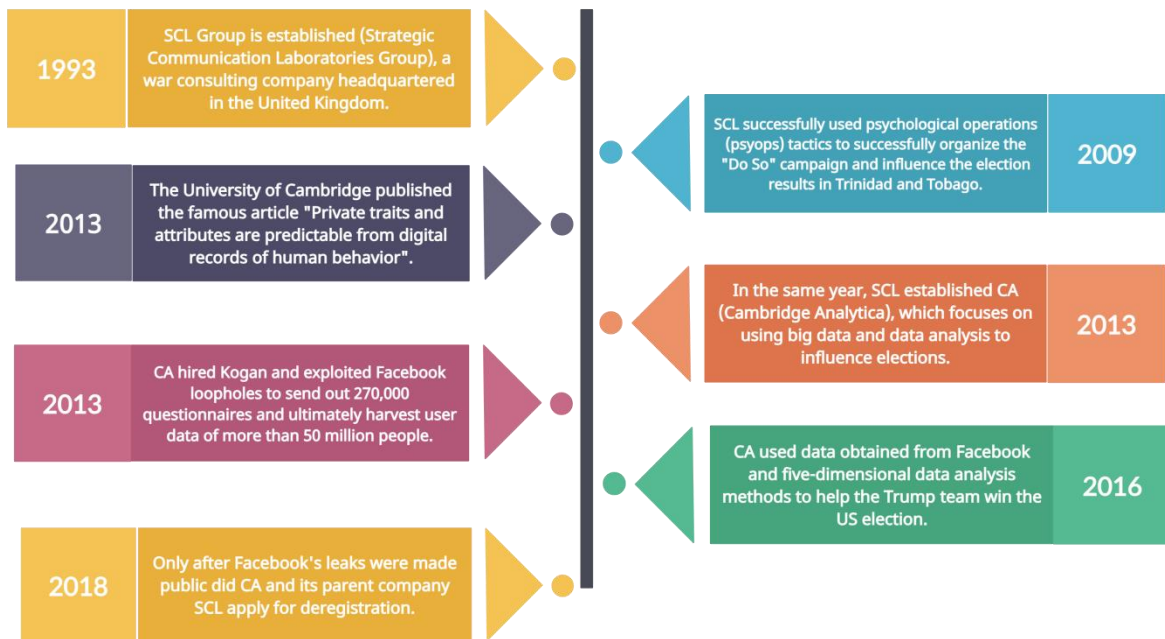 1993
SCL Group is established (Strategic
Communication Laboratories Group), a
war consulting company headquartered
in the United Kingdom.
SCL successfully used psychological operations
(psyops) tactics to successfully organize the
"Do So" campaign and influence the election
results in Trinidad and Tobago.
2009
2013
The University of Cambridge published
the famous article "Private traits and
attributes are predictable from digital
records of human behavior".
In the same year, SCL established CA
(Cambridge Analytica), which focuses on
using big data and data analysis to
influence elections.
2013
2013
CA hired Kogan and exploited Facebook
loopholes to send out 270,000
questionnaires and ultimately harvest user
data of more than 50 million people.
CA used data obtained from Facebook
and five-dimensional data analysis
methods to help the Trump team win the
US election.
2016
2018
Only after Facebook's leaks were made
public did CA and its parent company
SCL apply for deregistration.